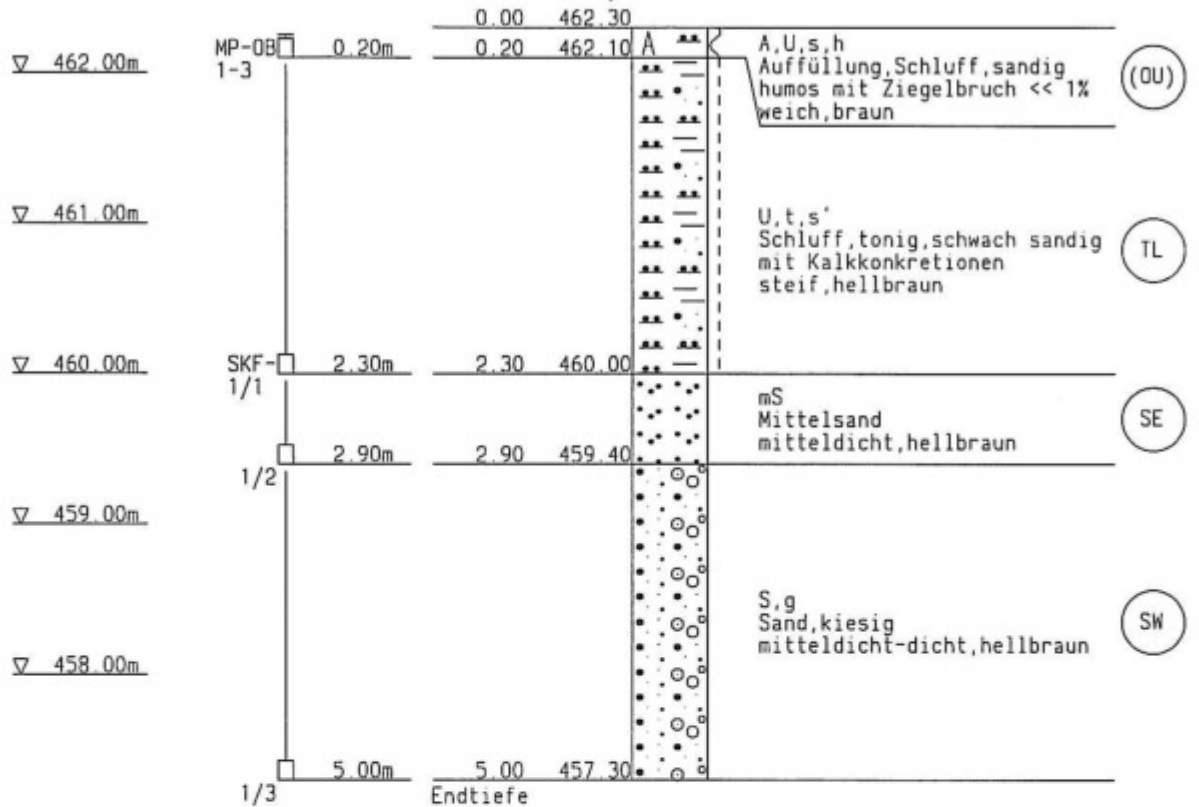 0.00 462.30
MP-OB 0.20m 0.20 462.10 A
1-3
462.00m
A,U,s,h
Auffüllung,Schluff,sandig
humos mit Ziegelbruch << 1%
weich,braun
(OU)
461.00m
U,t,s'
Schluff,tonig,schwach sandig
mit Kalkkonkretionen
steif,hellbraun
TL
460.00m
SKF- 2.30m 2.30 460.00
1/1
mS
Mittelsand
mitteldicht,hellbraun
SE
2.90m 2.90 459.40
1/2
459.00m
S,g
Sand,kiesig
mitteldicht-dicht,hellbraun
SW
458.00m
5.00m 5.00 457.30
1/3
Endtiefe